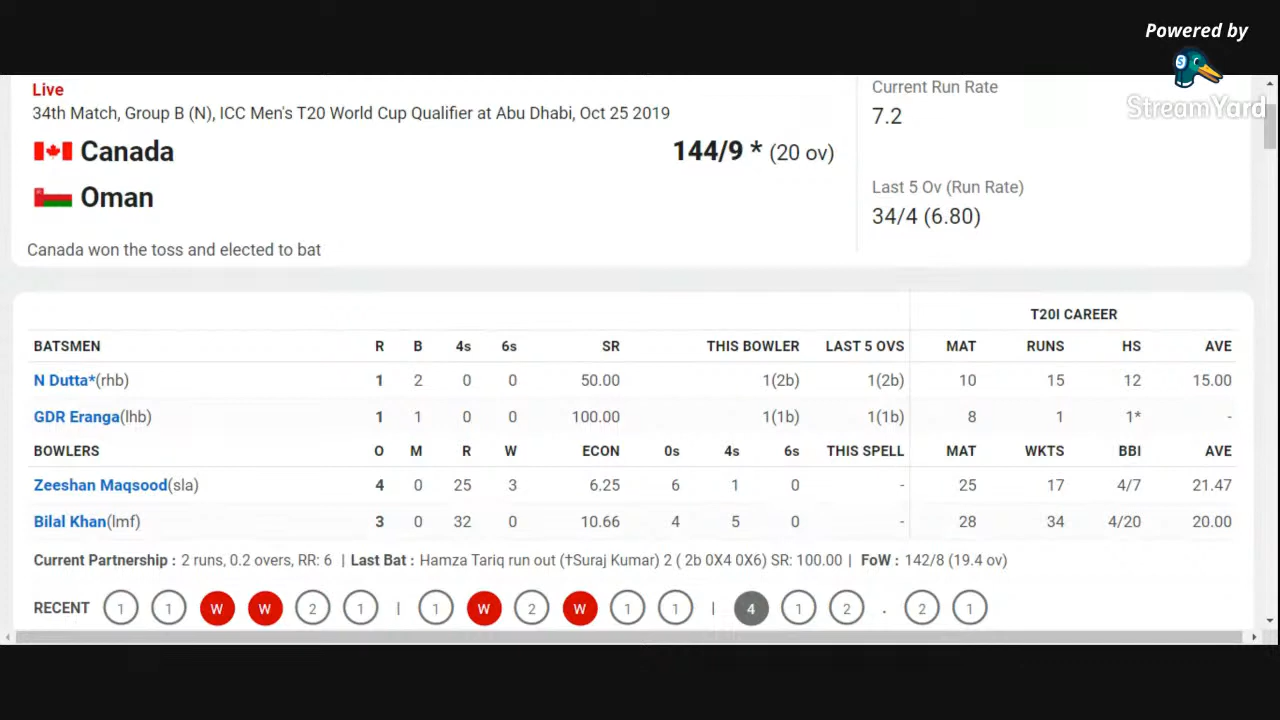 Powered by
StreamYard
Live
34th Match, Group B (N), ICC Men's T20 World Cup Qualifier at Abu Dhabi, Oct 25 2019
Canada 144/9 * (20 ov)
Oman
Canada won the toss and elected to bat
Current Run Rate
7.2
Last 5 Ov (Run Rate)
34/4 (6.80)
T20I CAREER
BATSMEN R B 4s 6s SR THIS BOWLER LAST 5 OVS MAT RUNS HS AVE
N Dutta*(rhb) 1 2 0 0 50.00 1(2b) 1(2b) 10 15 12 15.00
GDR Eranga(lhb) 1 1 0 0 100.00 1(1b) 1(1b) 8 1 1* -
BOWLERS O M R W ECON 0s 4s 6s THIS SPELL MAT WKTS BBI AVE
Zeeshan Maqsood(sla) 4 0 25 3 6.25 6 1 0 - 25 17 4/7 21.47
Bilal Khan(lmf) 3 0 32 0 10.66 4 5 0 - 28 34 4/20 20.00
Current Partnership : 2 runs, 0.2 overs, RR: 6 | Last Bat : Hamza Tariq run out (†Suraj Kumar) 2 ( 2b 0X4 0X6) SR: 100.00 | FoW : 142/8 (19.4 ov)
RECENT 1 1 W W 2 1 | 1 W 2 W 1 1 | 4 1 2 . 2 1